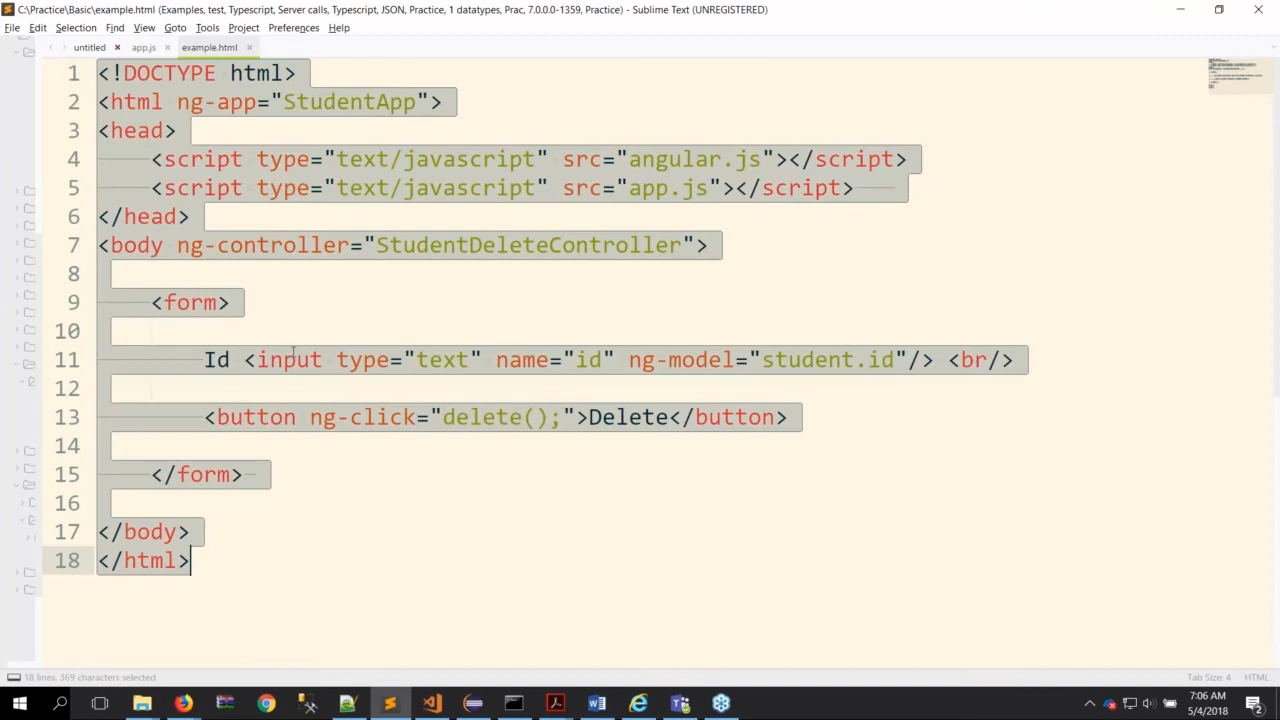 C:\Practice\Basic\example.html (Examples, test, Typescript, Server calls, Typescript, JSON, Practice, 1 datatypes, Prac, 7.0.0.0-1359, Practice) - Sublime Text (UNREGISTERED)
File Edit Selection Find View Goto Tools Project Preferences Help
untitled app.js example.html
1 <!DOCTYPE html>
2 <html ng-app="StudentApp">
3 <head>
4 <script type="text/javascript" src="angular.js"></script>
5 <script type="text/javascript" src="app.js"></script>
6 </head>
7 <body ng-controller="StudentDeleteController">
8
9 <form>
10
11 Id <input type="text" name="id" ng-model="student.id"/> <br/>
12
13 <button ng-click="delete();">Delete</button>
14
15 </form>
16
17 </body>
18 </html>
18 lines, 369 characters selected Tab Size: 4 HTML
7:06 AM
5/4/2018
2